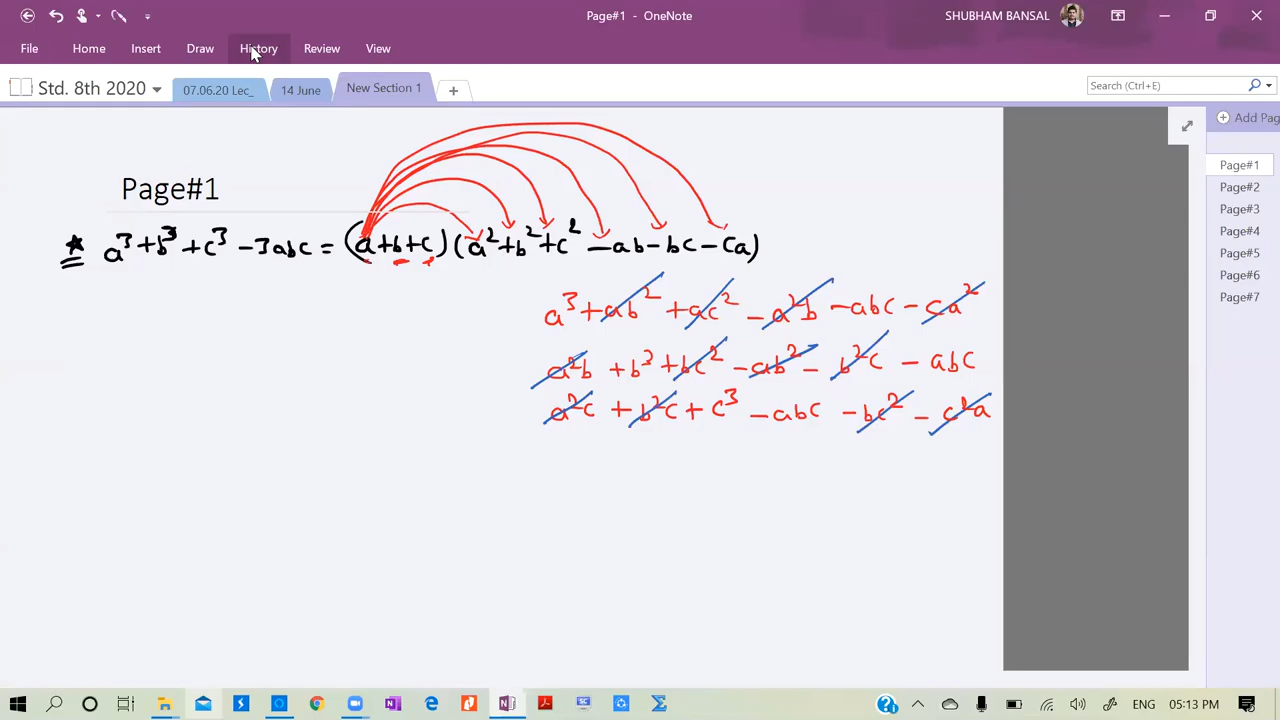 Page#1 - OneNote
SHUBHAM BANSAL
File Home Insert Draw History Review View
Std. 8th 2020
07.06.20 Lec_
14 June
New Section 1
Search (Ctrl+E)
Add Pag
Page#1
Page#1
Page#2
Page#3
Page#4
Page#5
Page#6
Page#7
* a³ + b³ + c³ - 3abc = (a+b+c) (a² + b² + c² - ab - bc - ca)
a³ + ab² + ac² - a²b - abc - ca²
a²b + b³ + bc² - ab² - b²c - abc
a²c + b²c + c³ - abc - bc² - c²a
ENG 05:13 PM